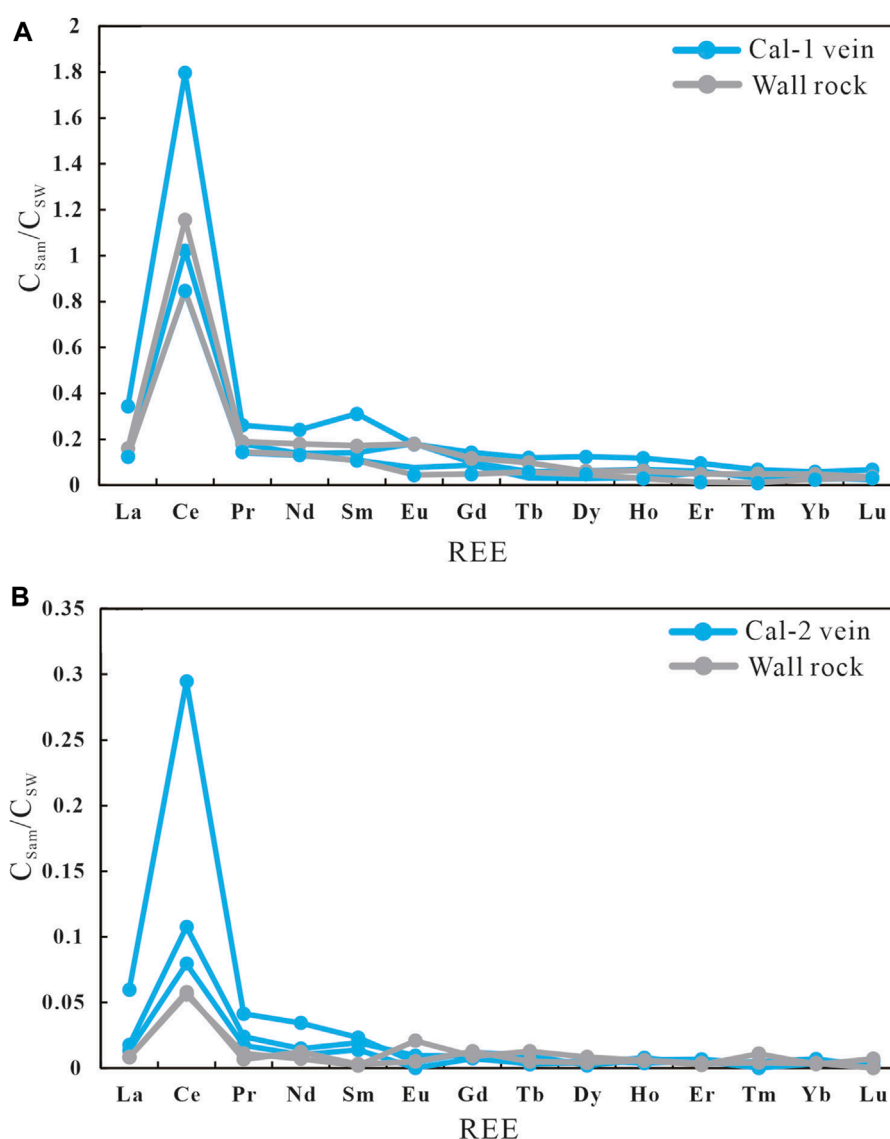 A
2
1.8
1.6
1.4
1.2
1
0.8
0.6
0.4
0.2
0
Csam/CSW
Cal-1 vein
Wall rock
La Ce Pr Nd Sm Eu Gd Tb Dy Ho Er Tm Yb Lu
REE
B
0.35
0.3
0.25
0.2
0.15
0.1
0.05
0
Csam/CSW
Cal-2 vein
Wall rock
La Ce Pr Nd Sm Eu Gd Tb Dy Ho Er Tm Yb Lu
REE